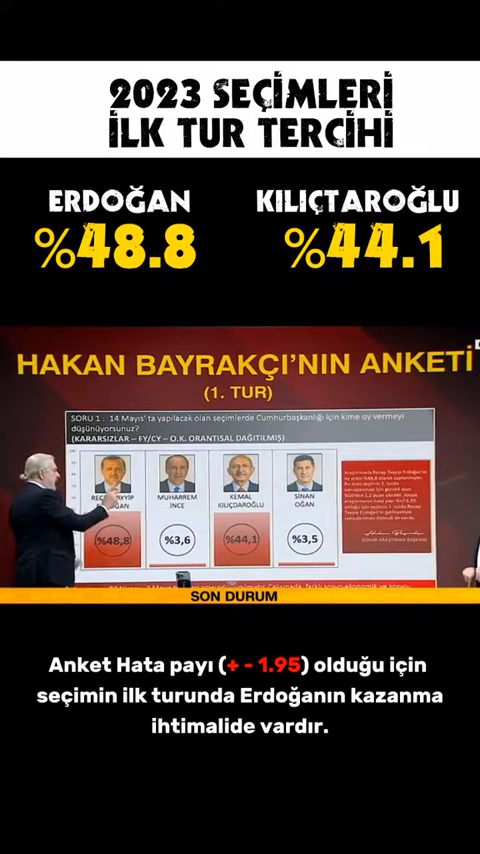 2023 SEÇİMLERİ
İLK TUR TERCİHİ
ERDOĞAN
KILIÇTAROĞLU
%48.8
%44.1
HAKAN BAYRAKÇI'NIN ANKETİ
(1. TUR)
SORU 1 : 14 Mayıs'ta yapılacak olan seçimlerde Cumhurbaşkanlığı için kime oy vermeyi
düşünüyorsunuz?
(KARARSIZLAR – FY/CY – O.K. ORANTISAL DAĞITILMIŞ)
MUHARREM
İNCE
KEMAL
KILIÇDAROĞLU
SİNAN
OĞAN
%48,8
%3,6
%44,1
%3,5
SONAR ARAŞTIRMA BAŞKANI
SON DURUM
Anket Hata payı (+ - 1.95) olduğu için
seçimin ilk turunda Erdoğanın kazanma
ihtimalide vardır.